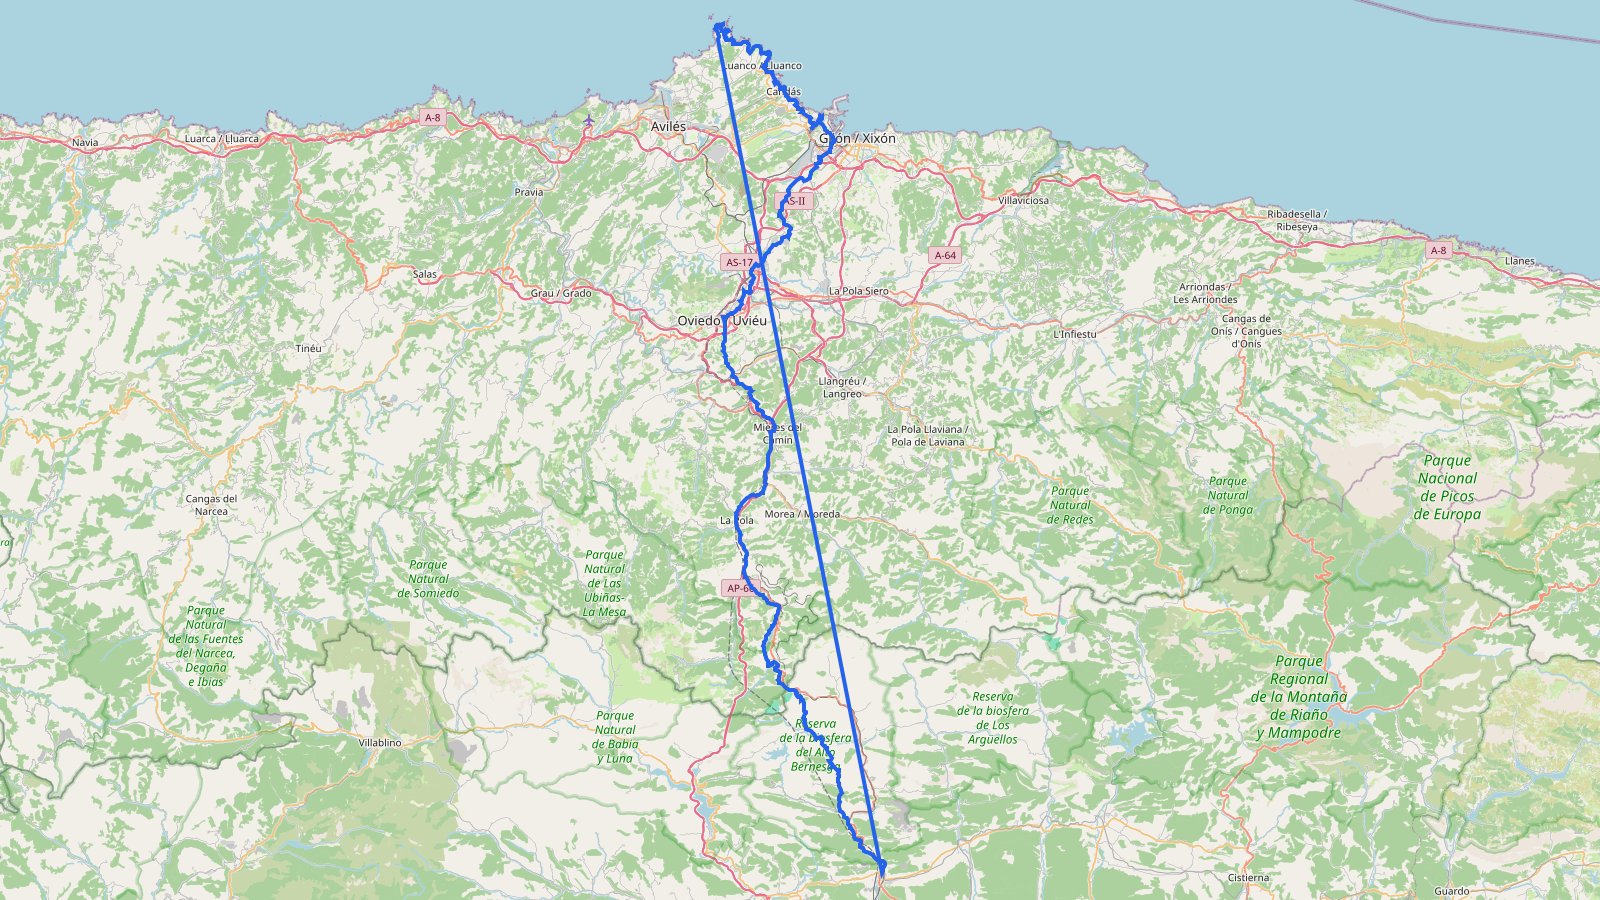 Luanco / Lluanco
Candás
A-8
Avilés
Gijón / Xixón
Navia
Luarca / Ḷḷuarca
Pravia
AS-II
Villaviciosa
Ribadesella /
Ribeseya
AS-17
A-64
A-8
Llanes
Salas
Grau / Grado
La Pola Siero
Arriondas /
Les Arriondes
Oviedo / Uviéu
L'Infiestu
Cangas de
Onís / Cangues
d'Onís
Tinéu
Llangréu /
Langreo
Mieres del
Camín
La Pola Llaviana /
Pola de Laviana
Parque
Nacional
de Picos
de Europa
Cangas del
Narcea
Parque
Natural
de Redes
Parque
Natural
de Ponga
La Pola
Morea / Moreda
ra
Parque
Natural
de Somiedo
Parque
Natural
de Las
Ubiñas-
La Mesa
AP-66
Parque
Natural
de las Fuentes
del Narcea,
Degaña
e Ibias
Parque
Regional
de la Montaña
de Riaño
y Mampodre
Reserva
de la biosfera
de Los
Argüellos
Parque
Natural
de Babia
y Luna
Reserva
de la biosfera
del Alto
Bernesga
Villablino
Cistierna
Guardo